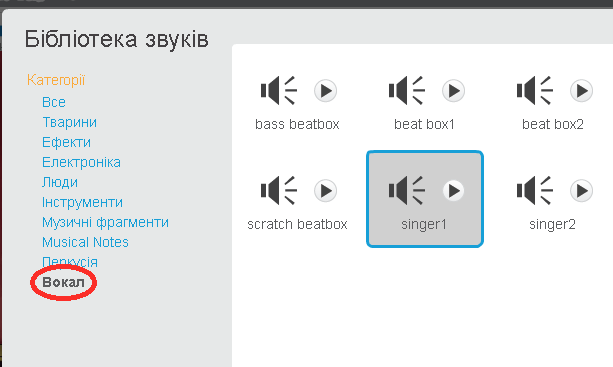 Бібліотека звуків
Категорії
Все
Тварини
Ефекти
Електроніка
Люди
Інструменти
Музичні фрагменти
Musical Notes
Перкусія
Вокал
bass beatbox
beat box1
beat box2
scratch beatbox
singer1
singer2